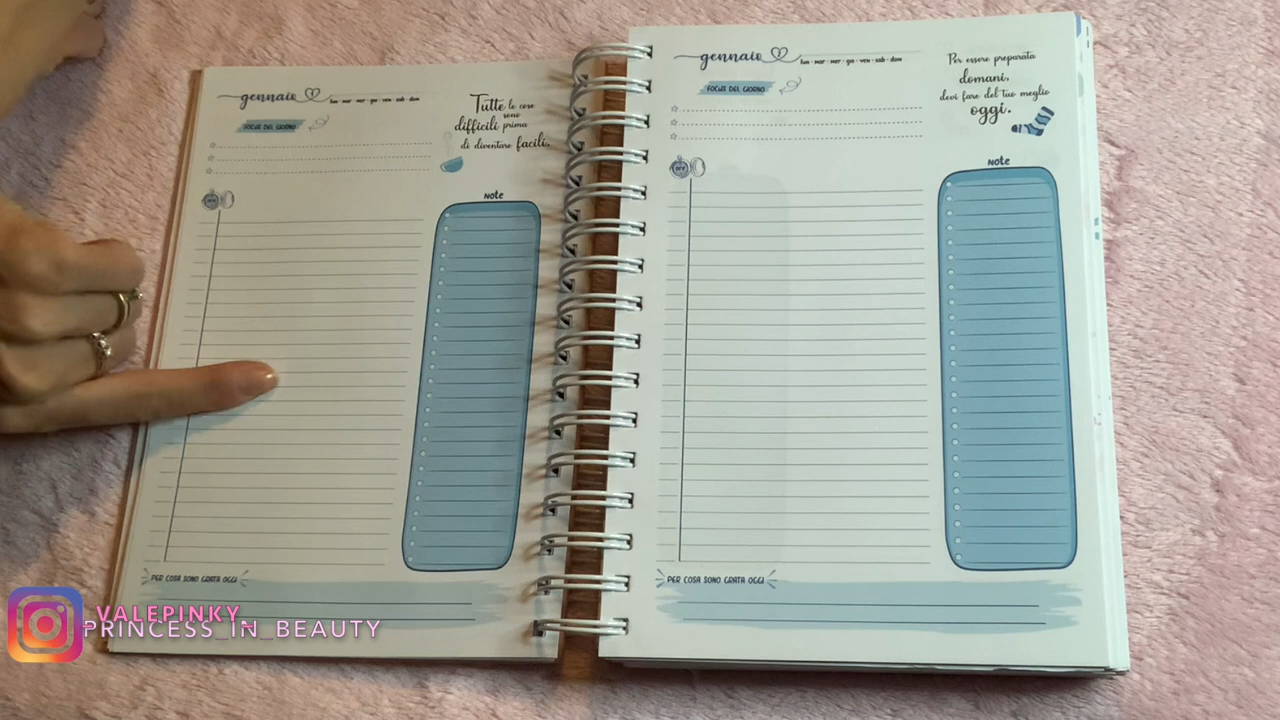 gennaio
lun - mar - mer - gio - ven - sab - dom
FOCUS DEL GIORNO
Tutte le cose
sono
difficili prima
di diventare facili.
Note
PER COSA SONO GRATA OGGI
gennaio
lun - mar - mer - gio - ven - sab - dom
FOCUS DEL GIORNO
Per essere preparata
domani,
devi fare del tuo meglio
oggi.
Note
PER COSA SONO GRATA OGGI
VALEPINKY_
PRINCESS_IN_BEAUTY